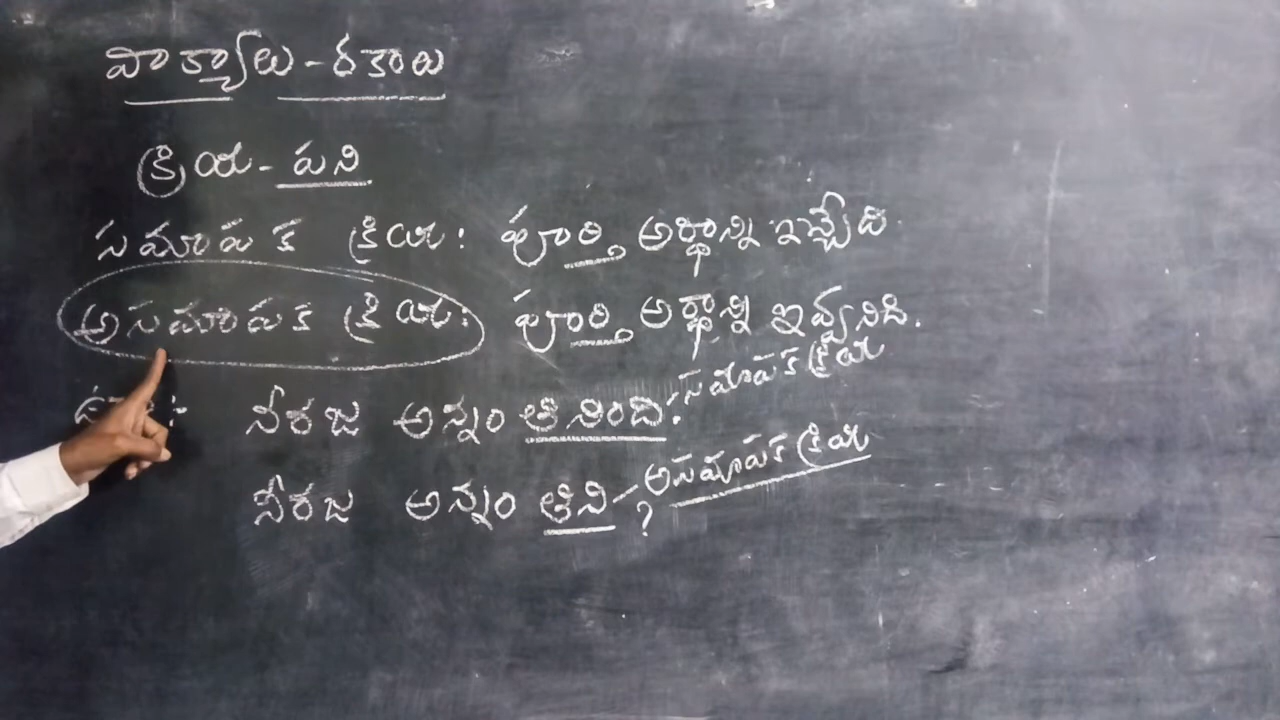 వాక్యాలు - రకాలు
క్రియ - పని
సమాపక క్రియ: పూర్తి అర్థాన్ని ఇచ్చేది.
అసమాపక క్రియ: పూర్తి అర్థాన్ని ఇవ్వనిది.
ఉదా:- నీరజ అన్నం తినింది. సమాపక క్రియ
నీరజ అన్నం తిని - అసమాపక క్రియ
?